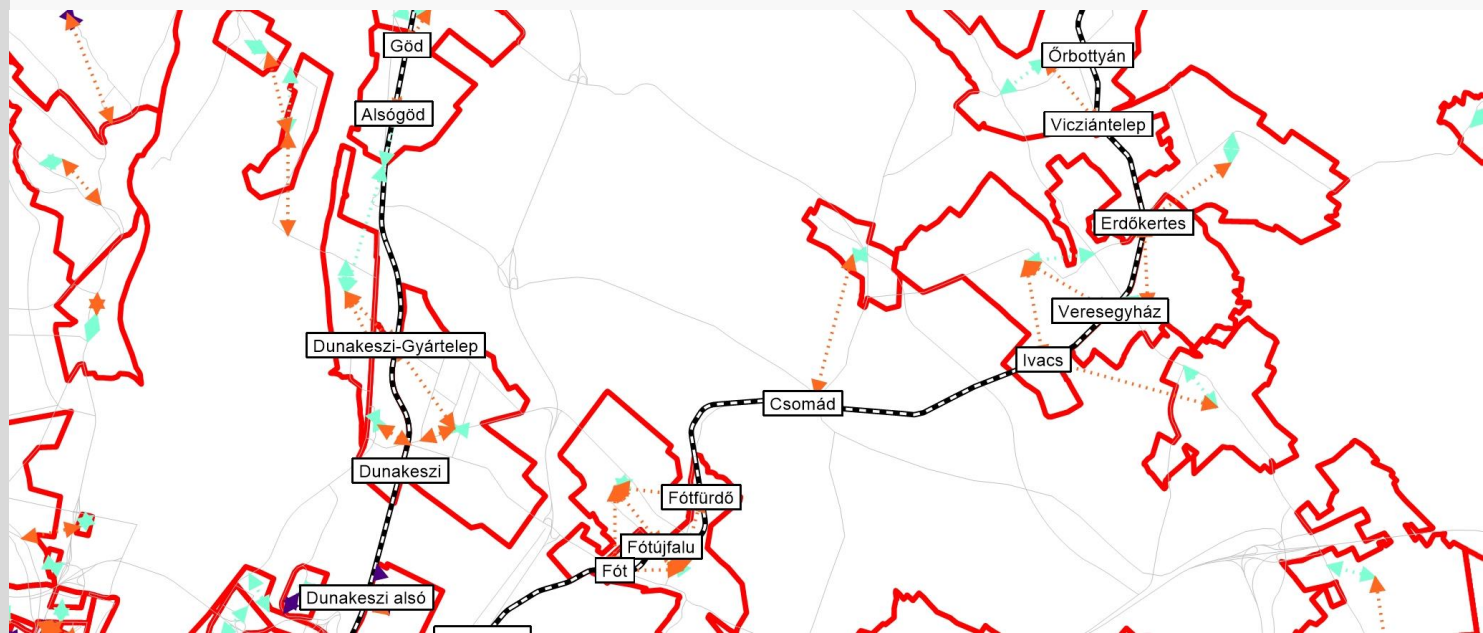 Göd
Őrbottyán
Alsógöd
Vicziántelep
Erdőkertes
Veresegyház
Dunakeszi-Gyártelep
Ivacs
Csomád
Dunakeszi
Fótfürdő
Fótújfalu
Fót
Dunakeszi alsó